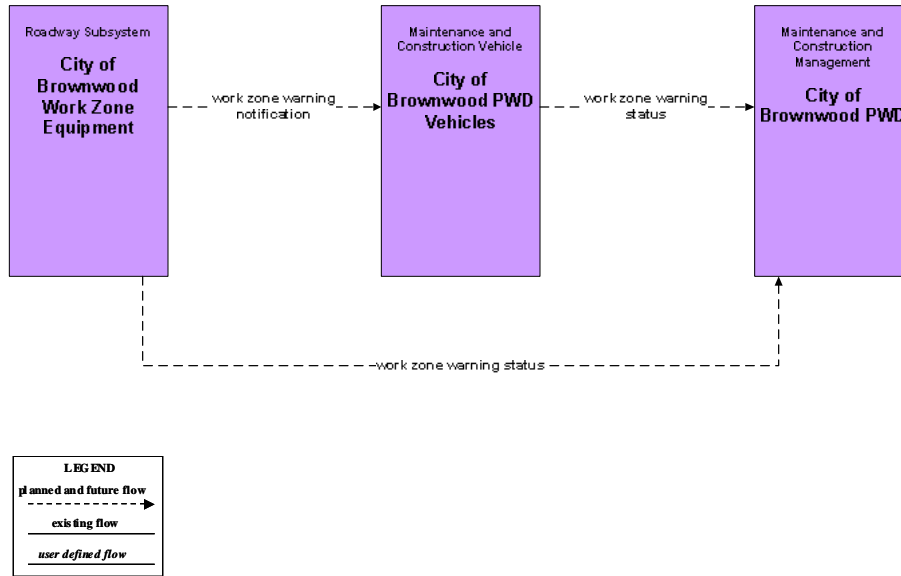 Roadway Subsystem
City of
Brownwood
Work Zone
Equipment
work zone warning
notification
Maintenance and
Construction Vehicle
City of
Brownwood PWD
Vehicles
work zone warning
status
Maintenance and
Construction
Management
City of
Brownwood PWD
work zone warning status
LEGEND
planned and future flow
existing flow
user defined flow